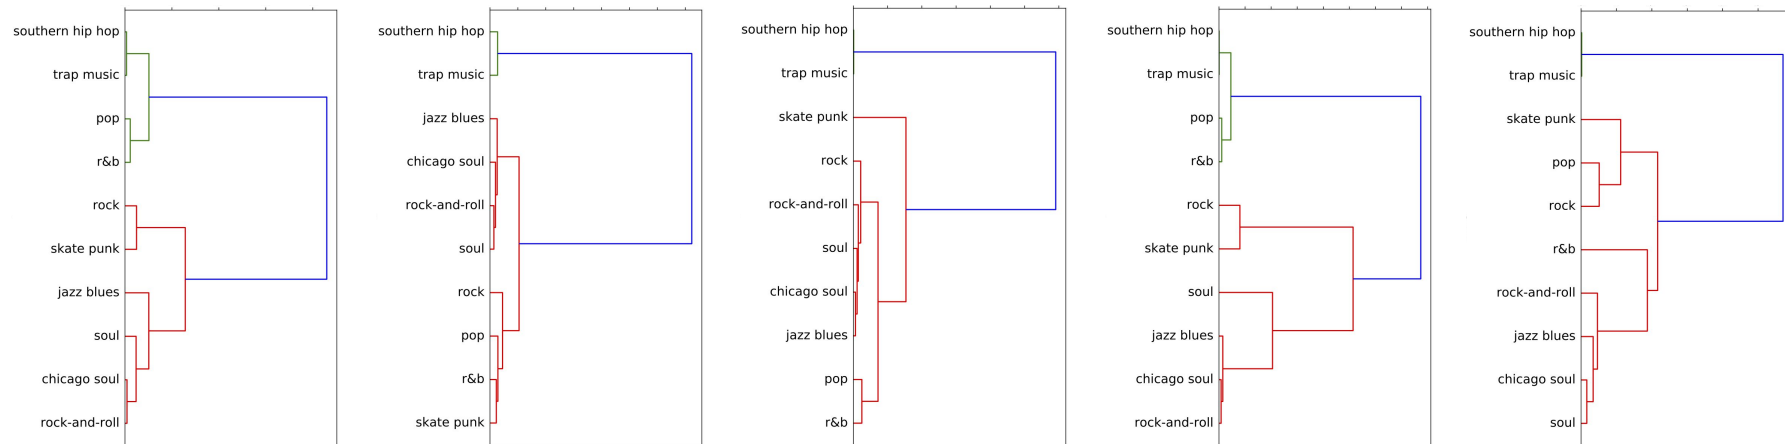 southern hip hop
trap music
pop
r&b
rock
skate punk
jazz blues
soul
chicago soul
rock-and-roll
southern hip hop
trap music
jazz blues
chicago soul
rock-and-roll
soul
rock
pop
r&b
skate punk
southern hip hop
trap music
skate punk
rock
rock-and-roll
soul
chicago soul
jazz blues
pop
r&b
southern hip hop
trap music
pop
r&b
rock
skate punk
soul
jazz blues
chicago soul
rock-and-roll
southern hip hop
trap music
skate punk
pop
rock
r&b
rock-and-roll
jazz blues
chicago soul
soul